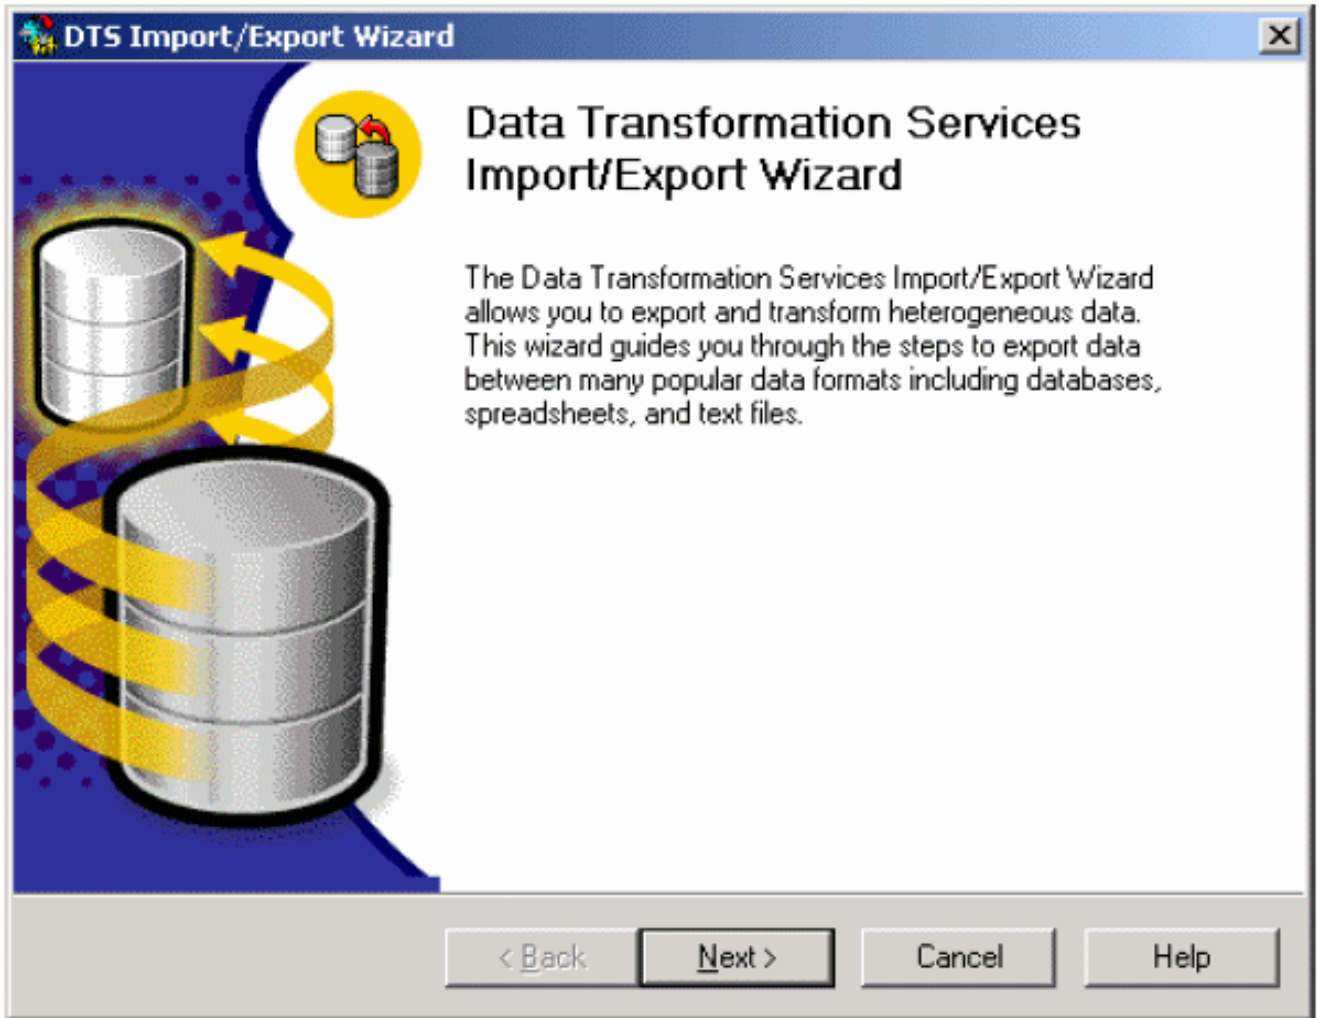 DTS Import/Export Wizard
Data Transformation Services
Import/Export Wizard
The Data Transformation Services Import/Export Wizard
allows you to export and transform heterogeneous data.
This wizard guides you through the steps to export data
between many popular data formats including databases,
spreadsheets, and text files.
< Back Next > Cancel Help